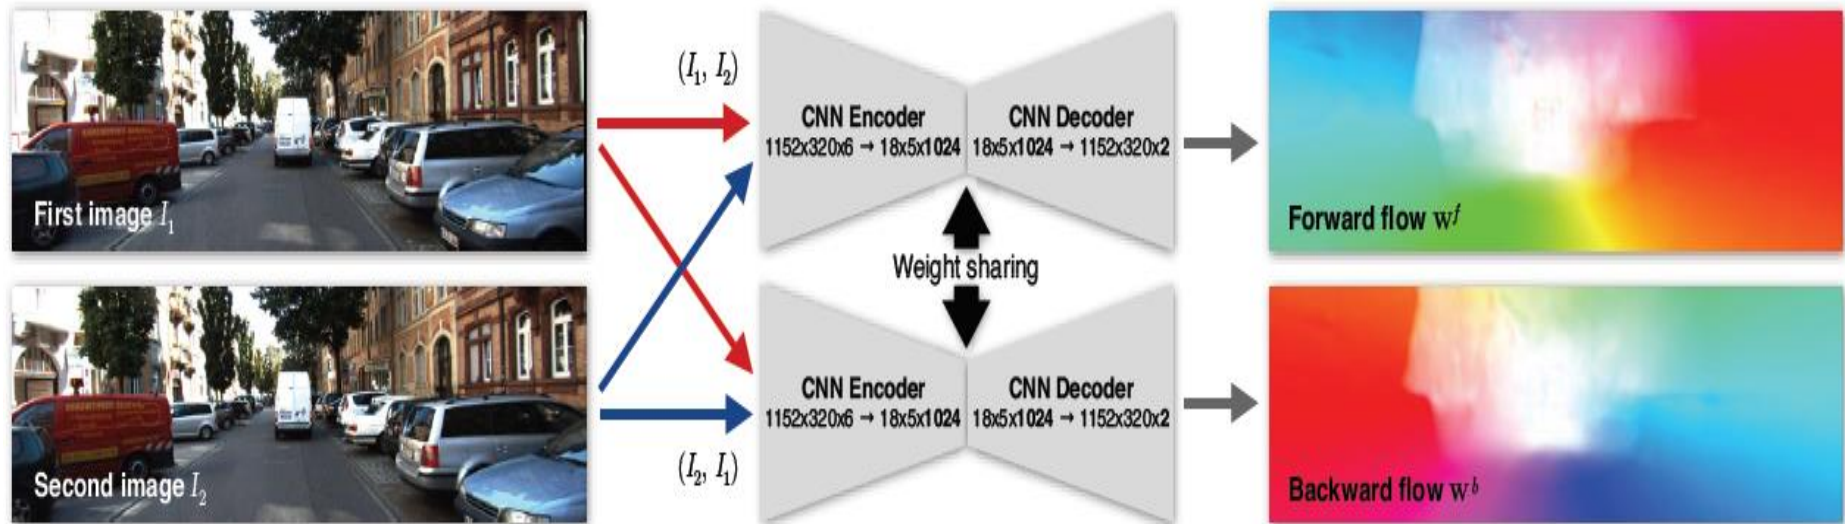 First image I₁
(I₁, I₂)
CNN Encoder
1152x320x6 → 18x5x1024
CNN Decoder
18x5x1024 → 1152x320x2
Forward flow wᶠ
Weight sharing
Second image I₂
(I₂, I₁)
CNN Encoder
1152x320x6 → 18x5x1024
CNN Decoder
18x5x1024 → 1152x320x2
Backward flow wᵇ